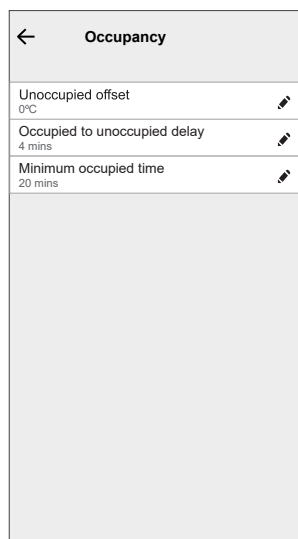 Occupancy
Unoccupied offset
0ºC
Occupied to unoccupied delay
4 mins
Minimum occupied time
20 mins